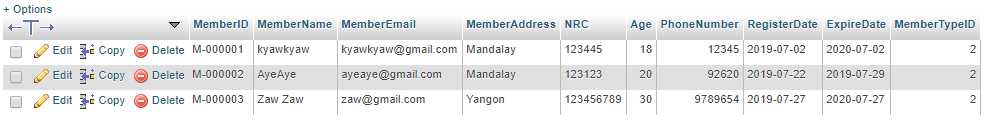 + Options
MemberID MemberName MemberEmail MemberAddress NRC Age PhoneNumber RegisterDate ExpireDate MemberTypeID
Edit Copy Delete M-000001 kyawkyaw kyawkyaw@gmail.com Mandalay 123445 18 12345 2019-07-02 2020-07-02 2
Edit Copy Delete M-000002 AyeAye ayeaye@gmail.com Mandalay 123123 20 92620 2019-07-22 2019-07-29 2
Edit Copy Delete M-000003 Zaw Zaw zaw@gmail.com Yangon 123456789 30 9789654 2019-07-27 2020-07-27 2